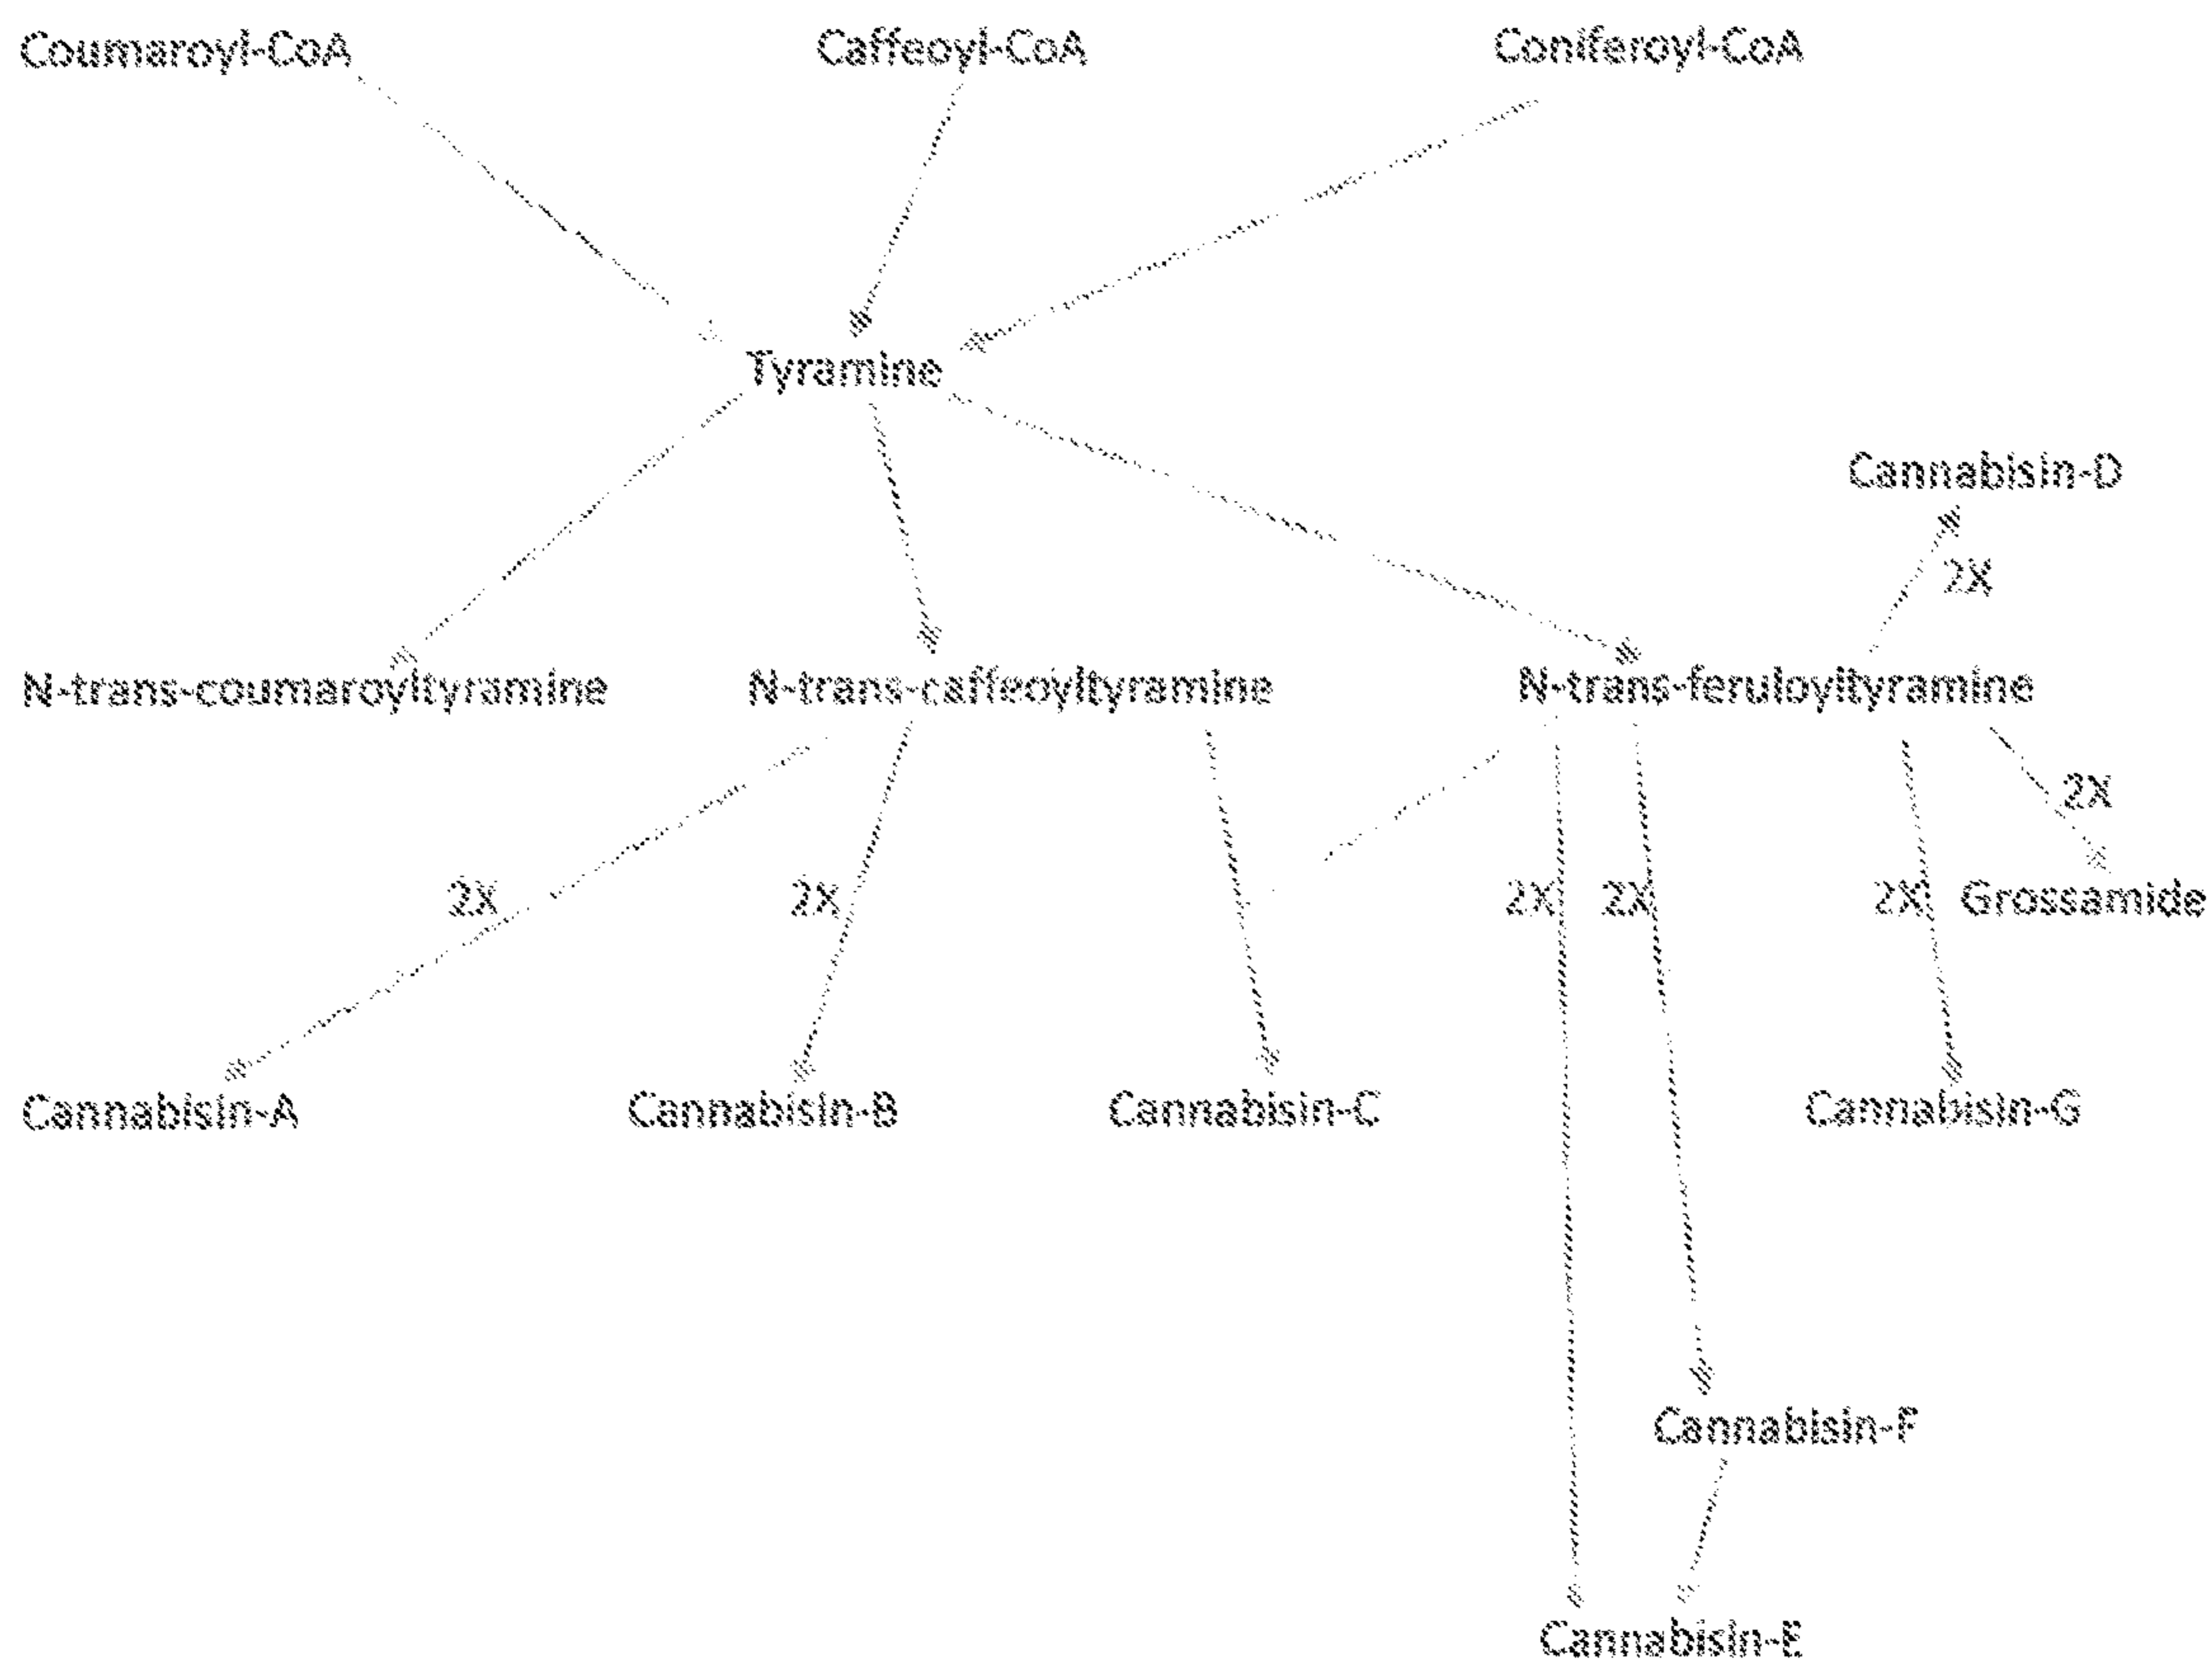 Coumaroyl-CoA
Caffeoyl-CoA
Coniferoyl-CoA
Tyramine
Cannabisin-D
2X
N-trans-coumaroyltyramine
N-trans-caffeoyltyramine
N-trans-feruloyltyramine
2X
2X
2X
2X
2X
2X
Grossamide
Cannabisin-A
Cannabisin-B
Cannabisin-C
Cannabisin-G
Cannabisin-F
Cannabisin-E